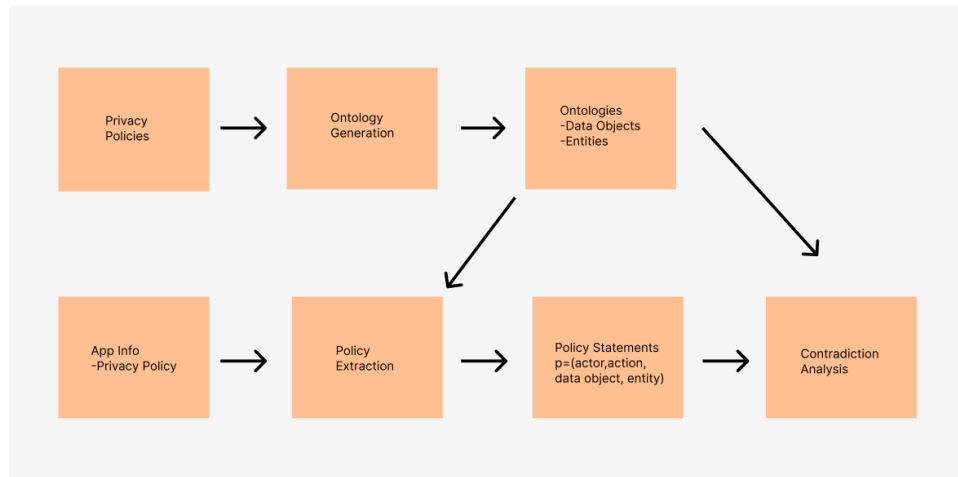 Privacy
Policies
Ontology
Generation
Ontologies
-Data Objects
-Entities
App Info
-Privacy Policy
Policy
Extraction
Policy Statements
p=(actor,action,
data object, entity)
Contradiction
Analysis